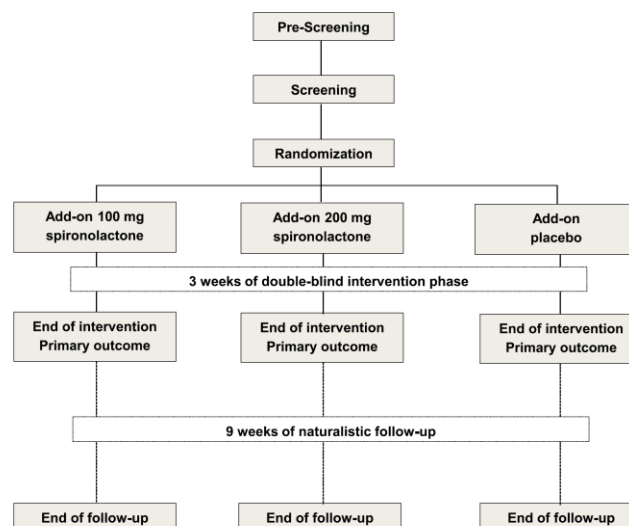 Pre-Screening
Screening
Randomization
Add-on 100 mg
spironolactone
Add-on 200 mg
spironolactone
Add-on
placebo
3 weeks of double-blind intervention phase
End of intervention
Primary outcome
End of intervention
Primary outcome
End of intervention
Primary outcome
9 weeks of naturalistic follow-up
End of follow-up
End of follow-up
End of follow-up